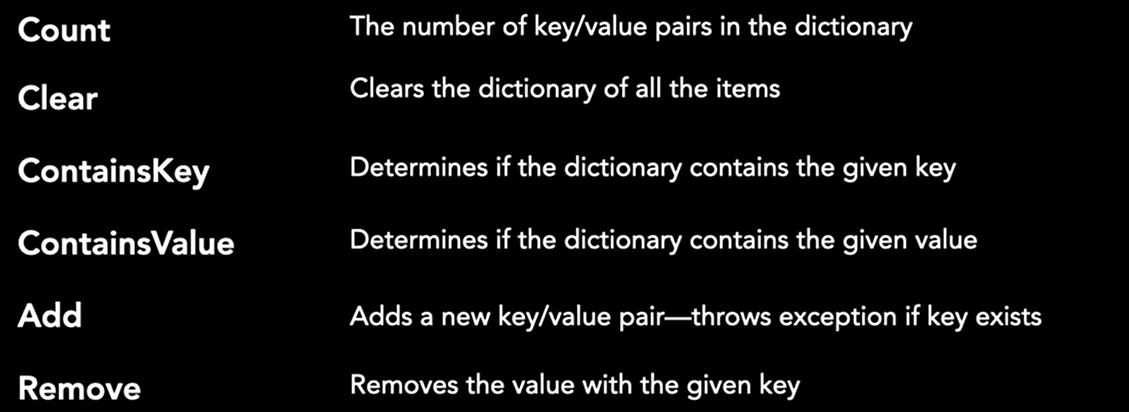 Count The number of key/value pairs in the dictionary
Clear Clears the dictionary of all the items
ContainsKey Determines if the dictionary contains the given key
ContainsValue Determines if the dictionary contains the given value
Add Adds a new key/value pair—throws exception if key exists
Remove Removes the value with the given key